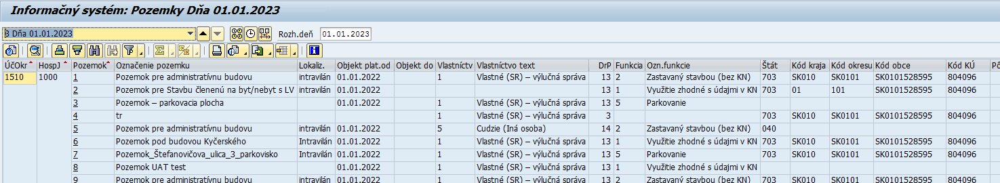 Informačný systém: Pozemky Dňa 01.01.2023
3 Dňa 01.01.2023 Rozh.deň 01.01.2023
ÚčOkr HospJ Pozemok Označenie pozemku Lokaliz. Objekt plat.od Objekt do Vlastníctv Vlastníctvo text DrP Funkcia Ozn.funkcie Štát Kód kraja Kód okresu Kód obce Kód KÚ
1510 1000 1 Pozemok pre administratívnu budovu intravilán 01.01.2022 1 Vlastné (SR) – výlučná správa 13 2 Zastavaný stavbou (bez KN) 703 SK010 SK0101 SK0101528595 804096
2 Pozemok pre Stavbu členenú na byt/nebyt s LV intravilán 01.01.2022 13 1 Využitie zhodné s údajmi v KN 703 01 101 SK0101528595 804096
3 Pozemok – parkovacia plocha 01.01.2022 1 Vlastné (SR) – výlučná správa 13 5 Parkovanie
4 tr 1 Vlastné (SR) – výlučná správa 3 703 SK010 SK0101 SK0101528595 804096
5 Pozemok pre administratívnu budovu intravilán 01.01.2022 5 Cudzie (Iná osoba) 14 2 Zastavaný stavbou (bez KN) 040
6 Pozemok pod budovou Kyčerského Intravilán 01.01.2022 1 Vlastné (SR) – výlučná správa 13 1 Využitie zhodné s údajmi v KN 703 SK010 SK0101 SK0101528595 804096
7 Pozemok_Štefanovičova_ulica_3_parkovisko Intravilán 01.01.2022 1 Vlastné (SR) – výlučná správa 13 5 Parkovanie 703 SK010 SK0101 SK0101528595 804096
8 Pozemok UAT test 01.01.2022 1 Vlastné (SR) – výlučná správa 13 1 Využitie zhodné s údajmi v KN
9 Pozemok pre administratívnu budovu intravilán 01.01.2022 1 Vlastné (SR) – výlučná správa 13 2 Zastavaný stavbou (bez KN) 703 SK010 SK0101 SK0101528595 804096